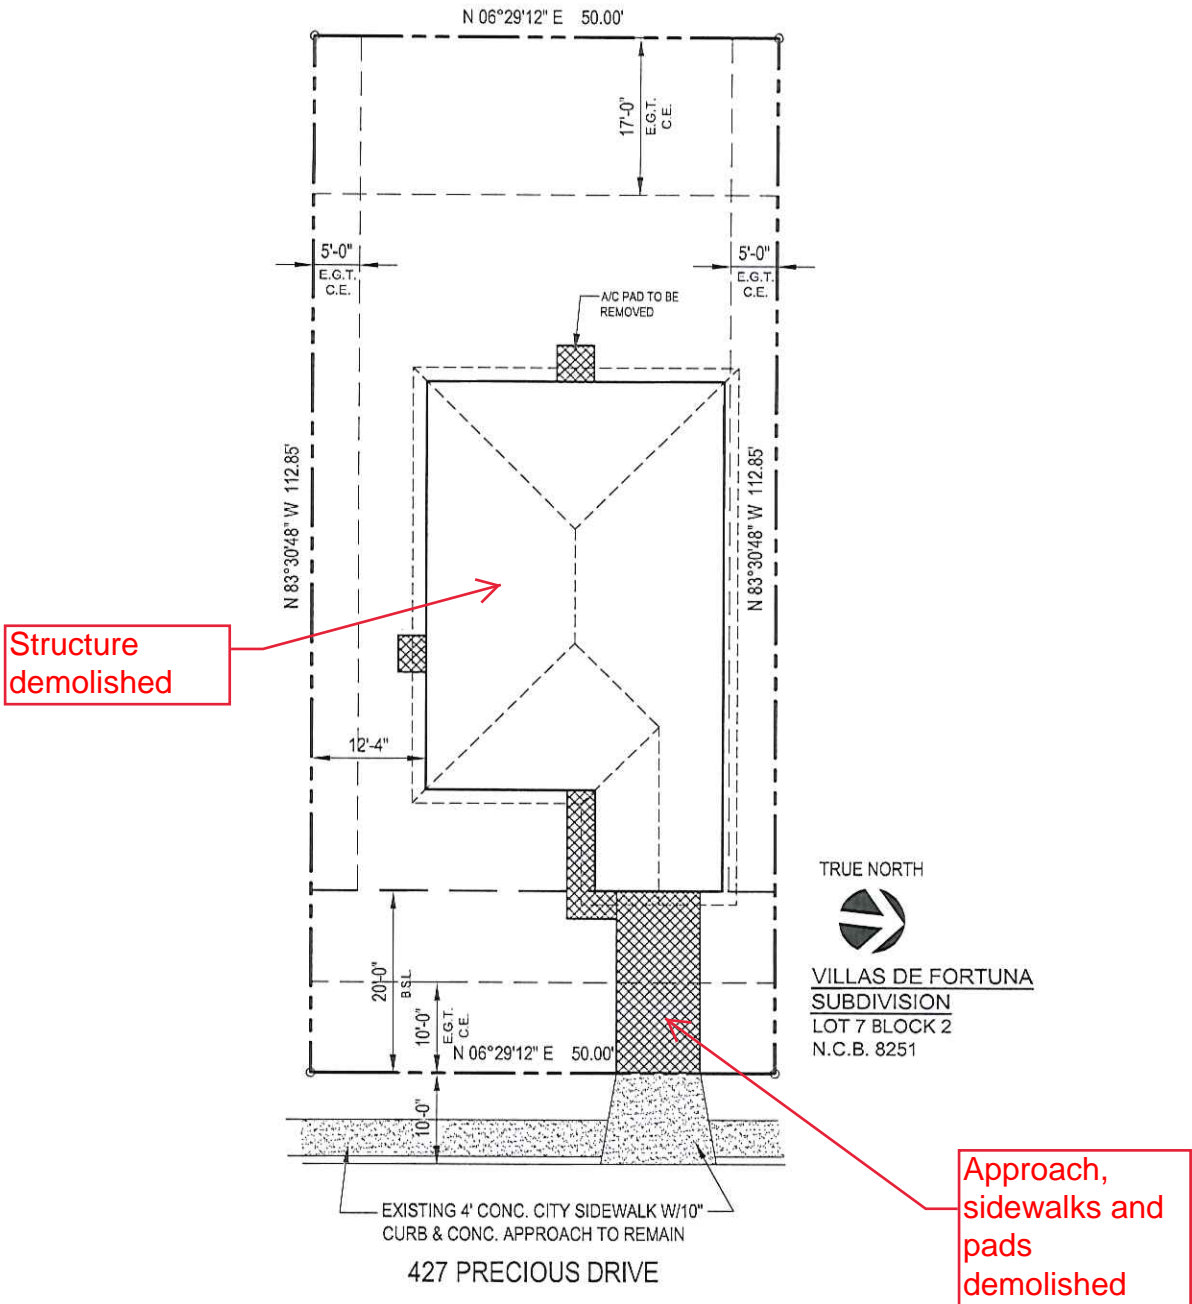 N 06°29'12" E 50.00'
17'-0"
E.G.T.
C.E.
5'-0"
E.G.T.
C.E.
5'-0"
E.G.T.
C.E.
A/C PAD TO BE
REMOVED
N 83°30'48" W 112.85'
N 83°30'48" W 112.85'
Structure
demolished
12'-4"
TRUE NORTH
VILLAS DE FORTUNA
SUBDIVISION
LOT 7 BLOCK 2
N.C.B. 8251
20'-0"
B.S.L.
10'-0"
E.G.T.
C.E.
N 06°29'12" E 50.00'
10'-0"
EXISTING 4' CONC. CITY SIDEWALK W/10"
CURB & CONC. APPROACH TO REMAIN
427 PRECIOUS DRIVE
Approach,
sidewalks and
pads
demolished